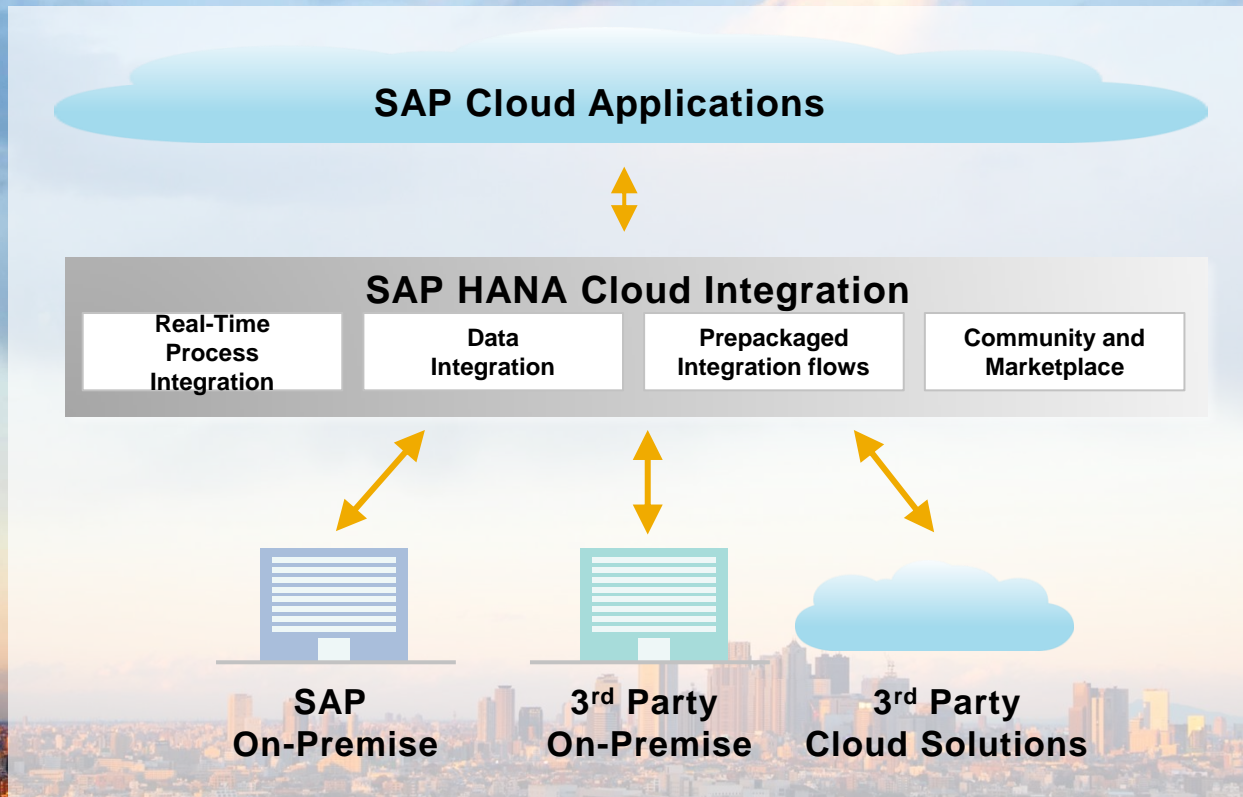 SAP Cloud Applications
SAP HANA Cloud Integration
Real-Time
Process
Integration
Data
Integration
Prepackaged
Integration flows
Community and
Marketplace
SAP
On-Premise
3rd Party
On-Premise
3rd Party
Cloud Solutions